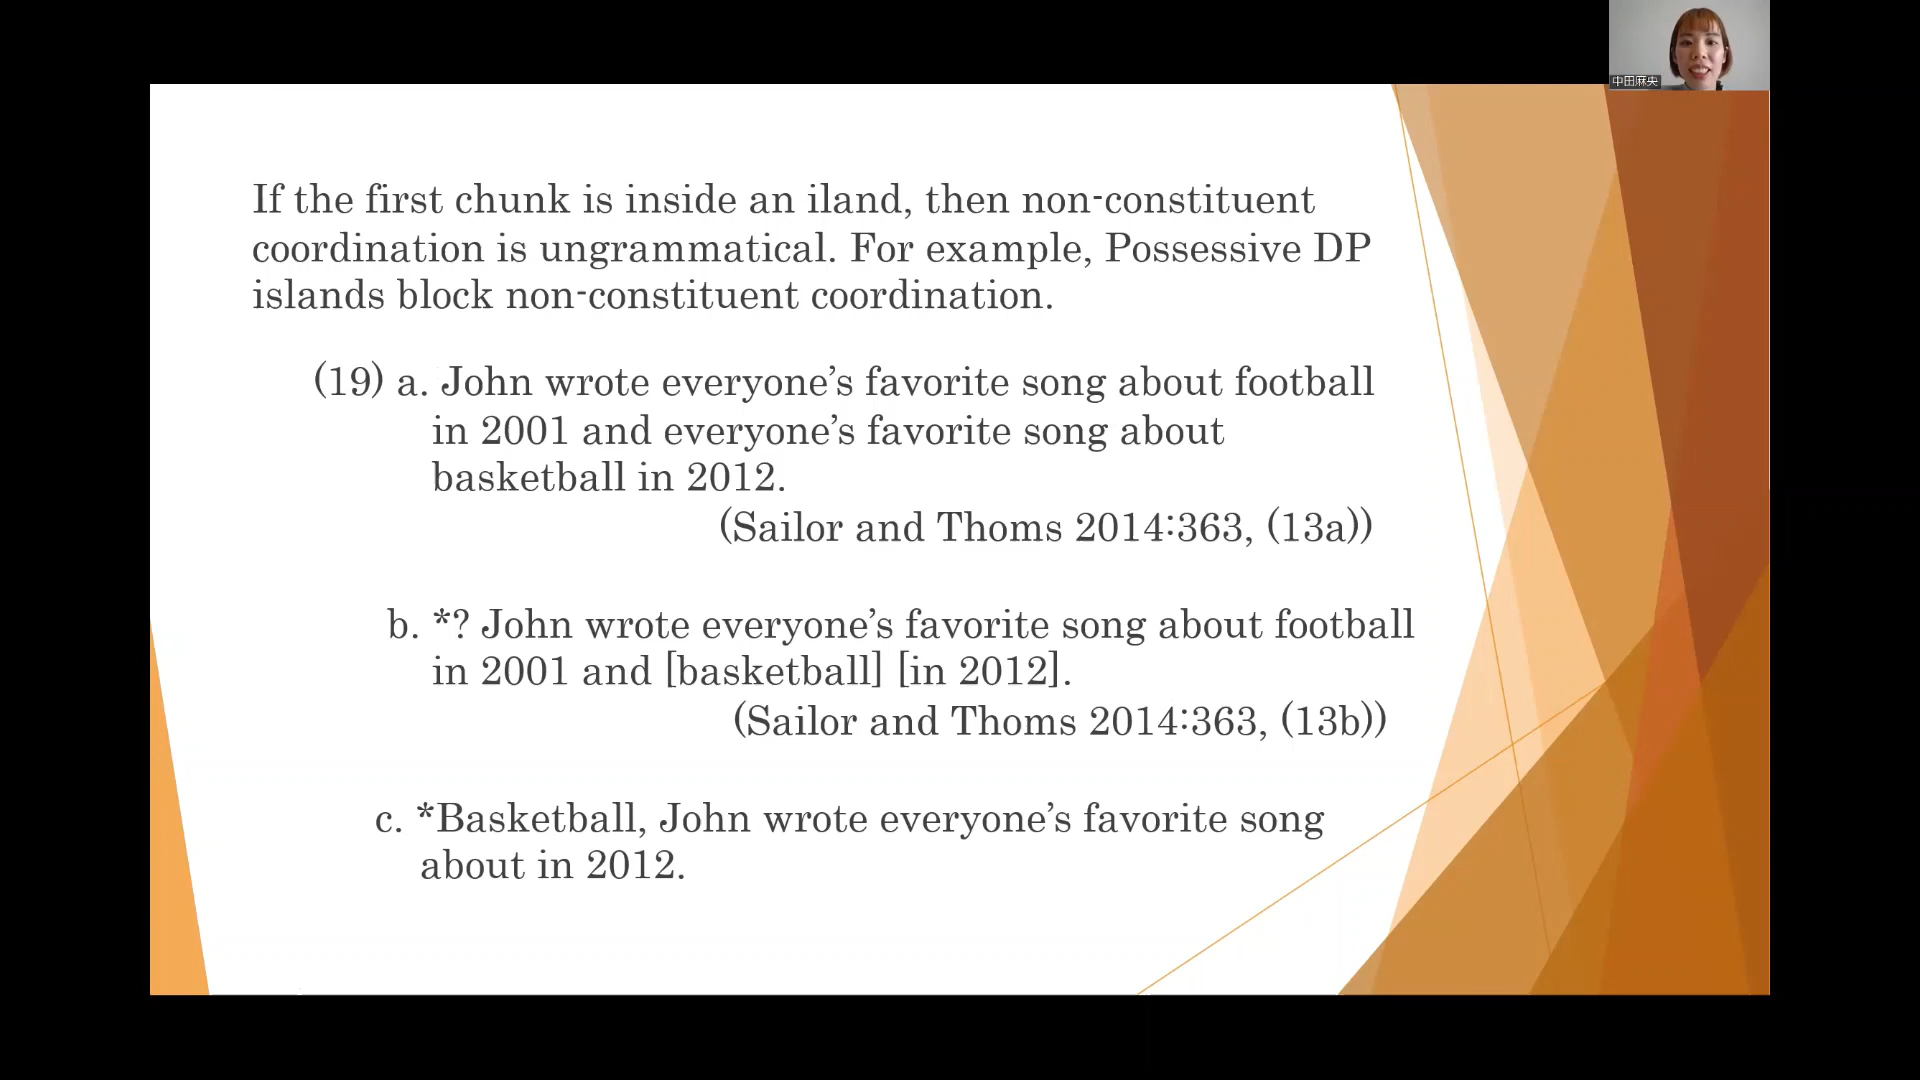 中田麻央
If the first chunk is inside an iland, then non-constituent
coordination is ungrammatical. For example, Possessive DP
islands block non-constituent coordination.
(19) a. John wrote everyone’s favorite song about football
in 2001 and everyone’s favorite song about
basketball in 2012.
(Sailor and Thoms 2014:363, (13a))
b. *? John wrote everyone’s favorite song about football
in 2001 and [basketball] [in 2012].
(Sailor and Thoms 2014:363, (13b))
c. *Basketball, John wrote everyone’s favorite song
about in 2012.